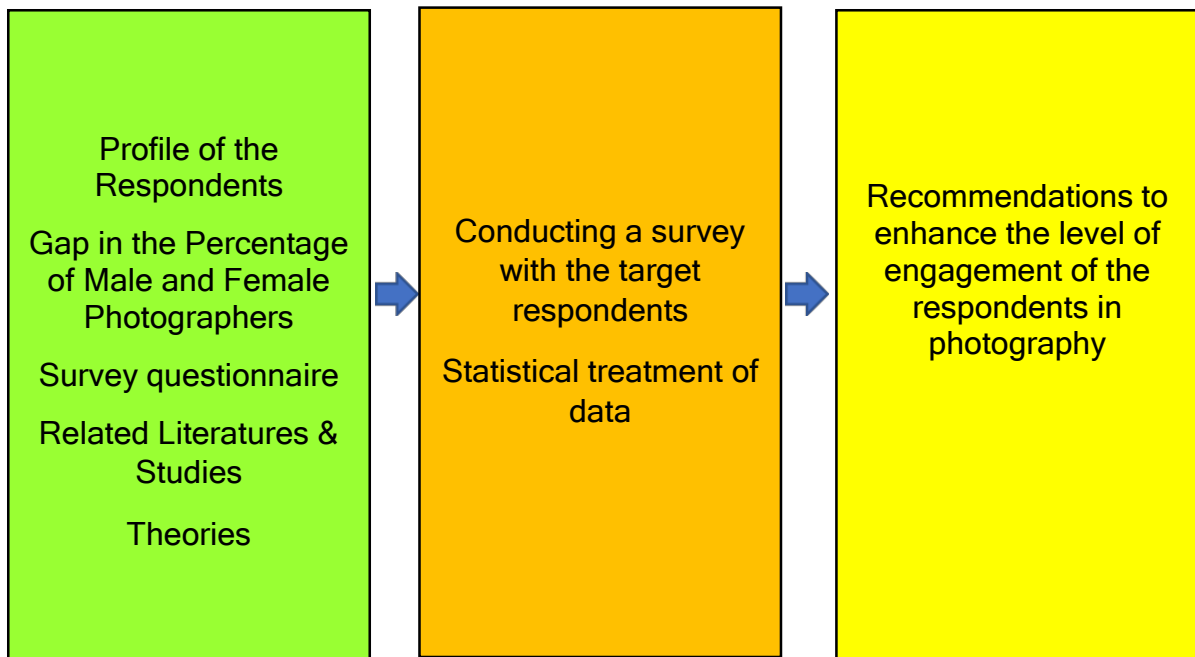 Profile of the
Respondents
Gap in the Percentage
of Male and Female
Photographers
Survey questionnaire
Related Literatures &
Studies
Theories
Conducting a survey
with the target
respondents
Statistical treatment of
data
Recommendations to
enhance the level of
engagement of the
respondents in
photography